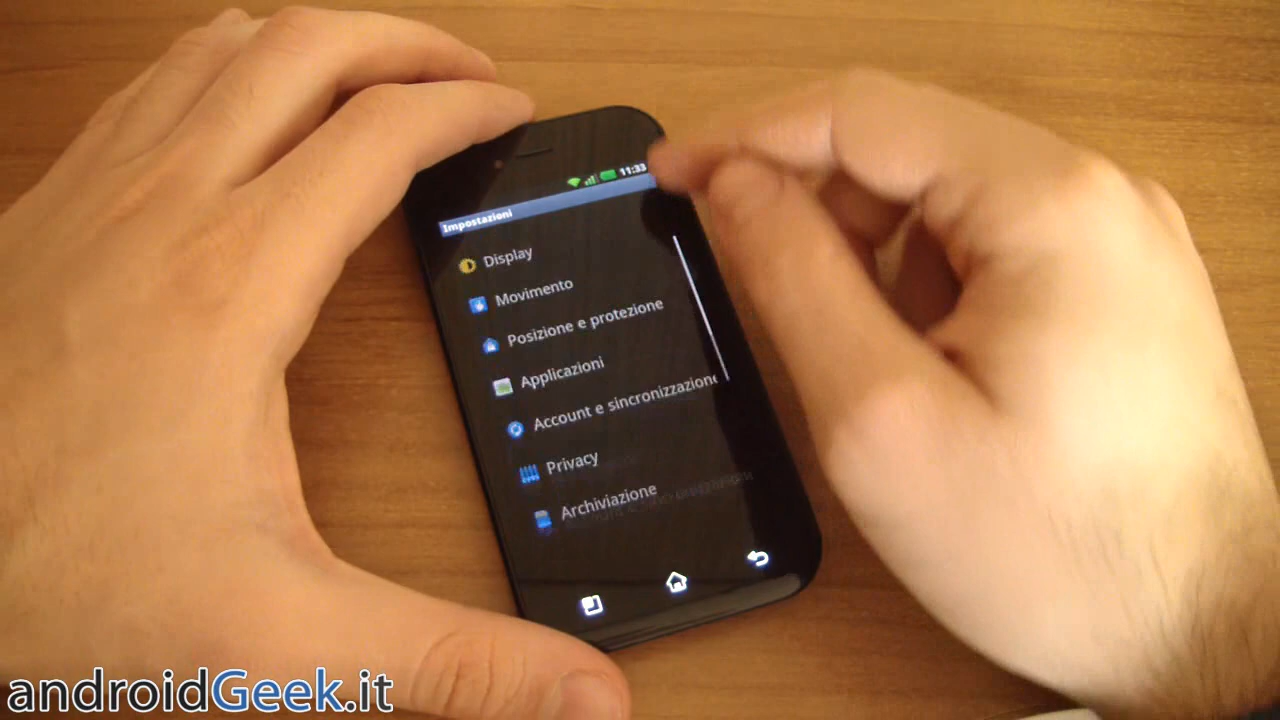 11:33
Impostazioni
Display
Movimento
Posizione e protezione
Applicazioni
Account e sincronizzazione
Privacy
Archiviazione
androidGeek.it